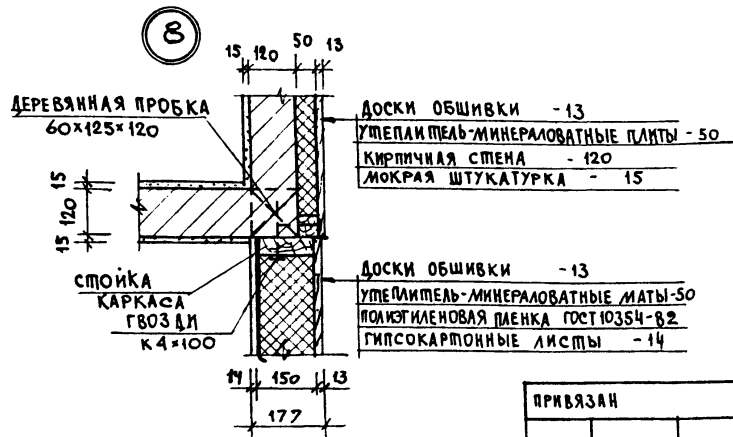 8
15 120 50 13
ДЕРЕВЯННАЯ ПРОБКА
60×125×120
ДОСКИ ОБШИВКИ - 13
УТЕПЛИТЕЛЬ-МИНЕРАЛОВАТНЫЕ ПЛИТЫ - 50
КИРПИЧНАЯ СТЕНА - 120
МОКРАЯ ШТУКАТУРКА - 15
15
120
15
СТОЙКА
КАРКАСА
ГВОЗДИ
К 4×100
ДОСКИ ОБШИВКИ - 13
УТЕПЛИТЕЛЬ-МИНЕРАЛОВАТНЫЕ МАТЫ-50
ПОЛИЭТИЛЕНОВАЯ ПЛЕНКА ГОСТ 10354-82
ГИПСОКАРТОННЫЕ ЛИСТЫ - 14
14 150 13
177
ПРИВЯЗАН